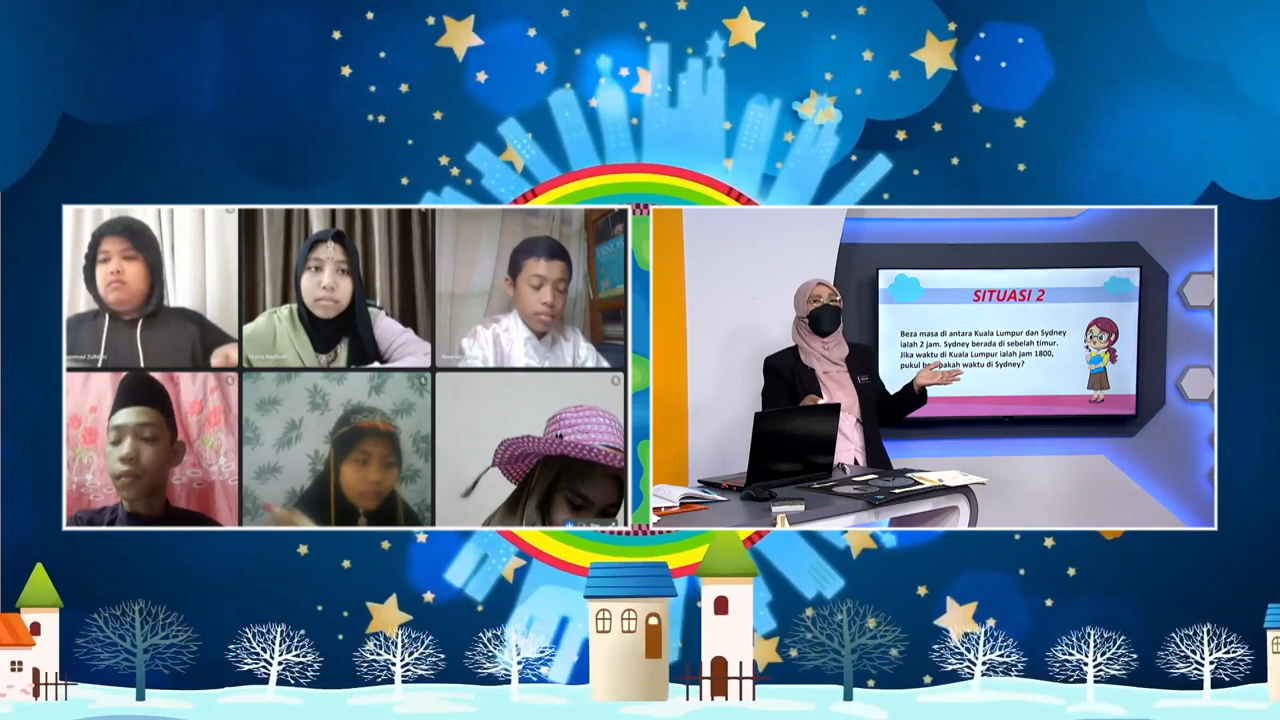 SITUASI 2
Beza masa di antara Kuala Lumpur dan Sydney
ialah 2 jam. Sydney berada di sebelah timur.
Jika waktu di Kuala Lumpur ialah jam 1800,
pukul berapakah waktu di Sydney?